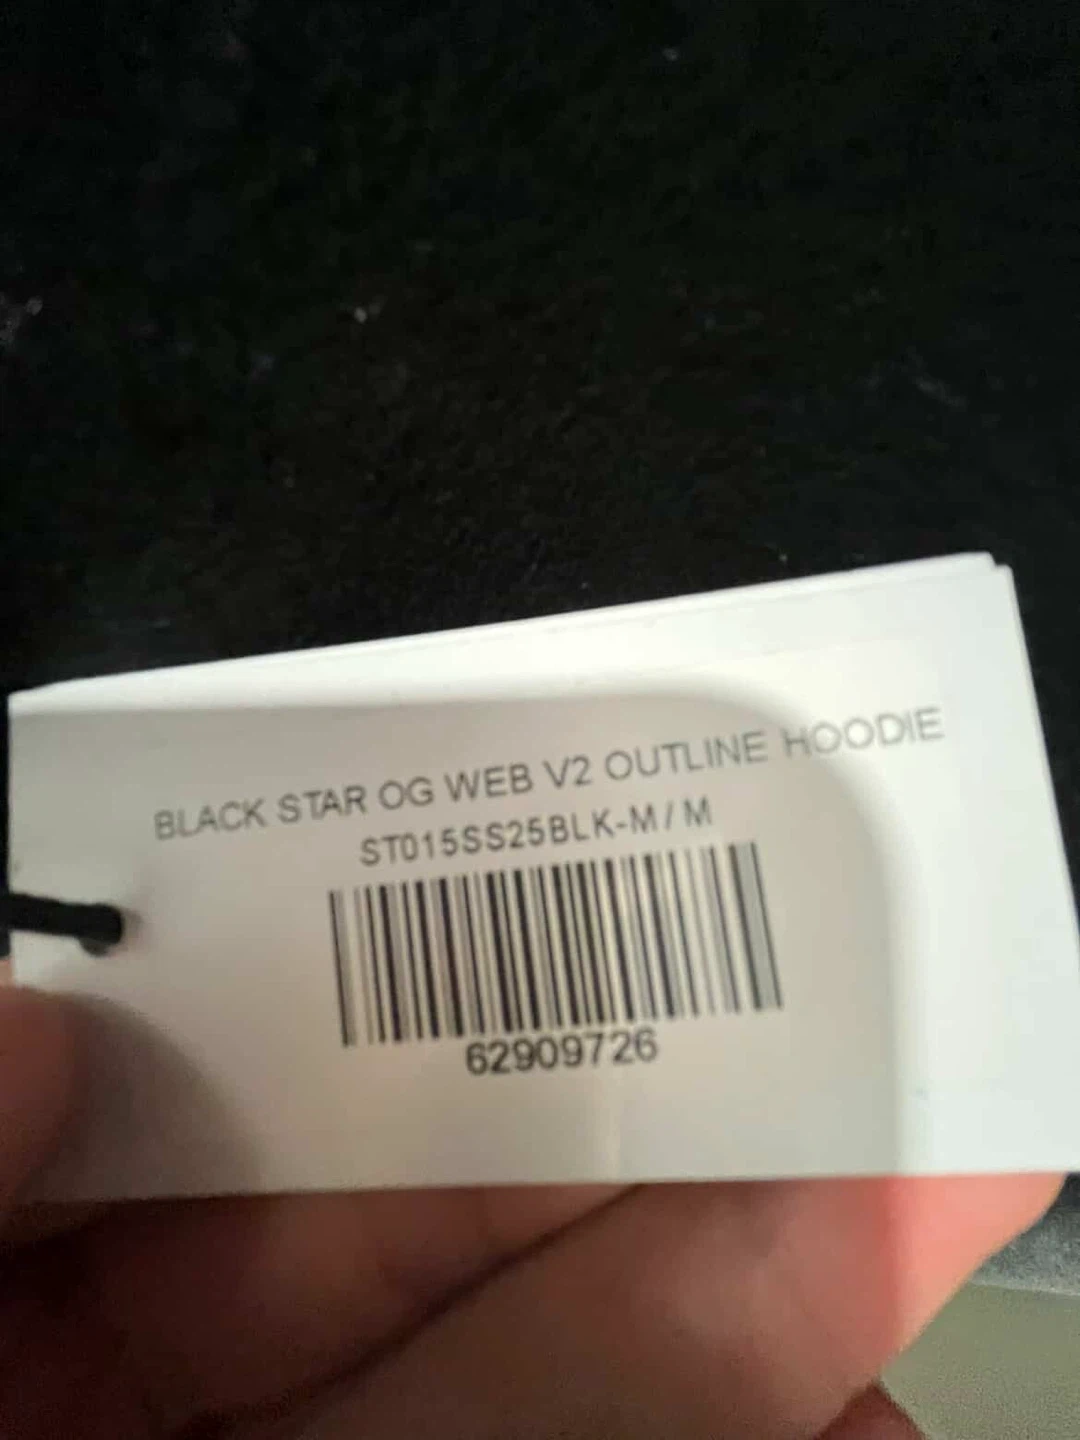 BLACK STAR OG WEB V2 OUTLINE HOODIE
ST015SS25BLK-M / M
62909726